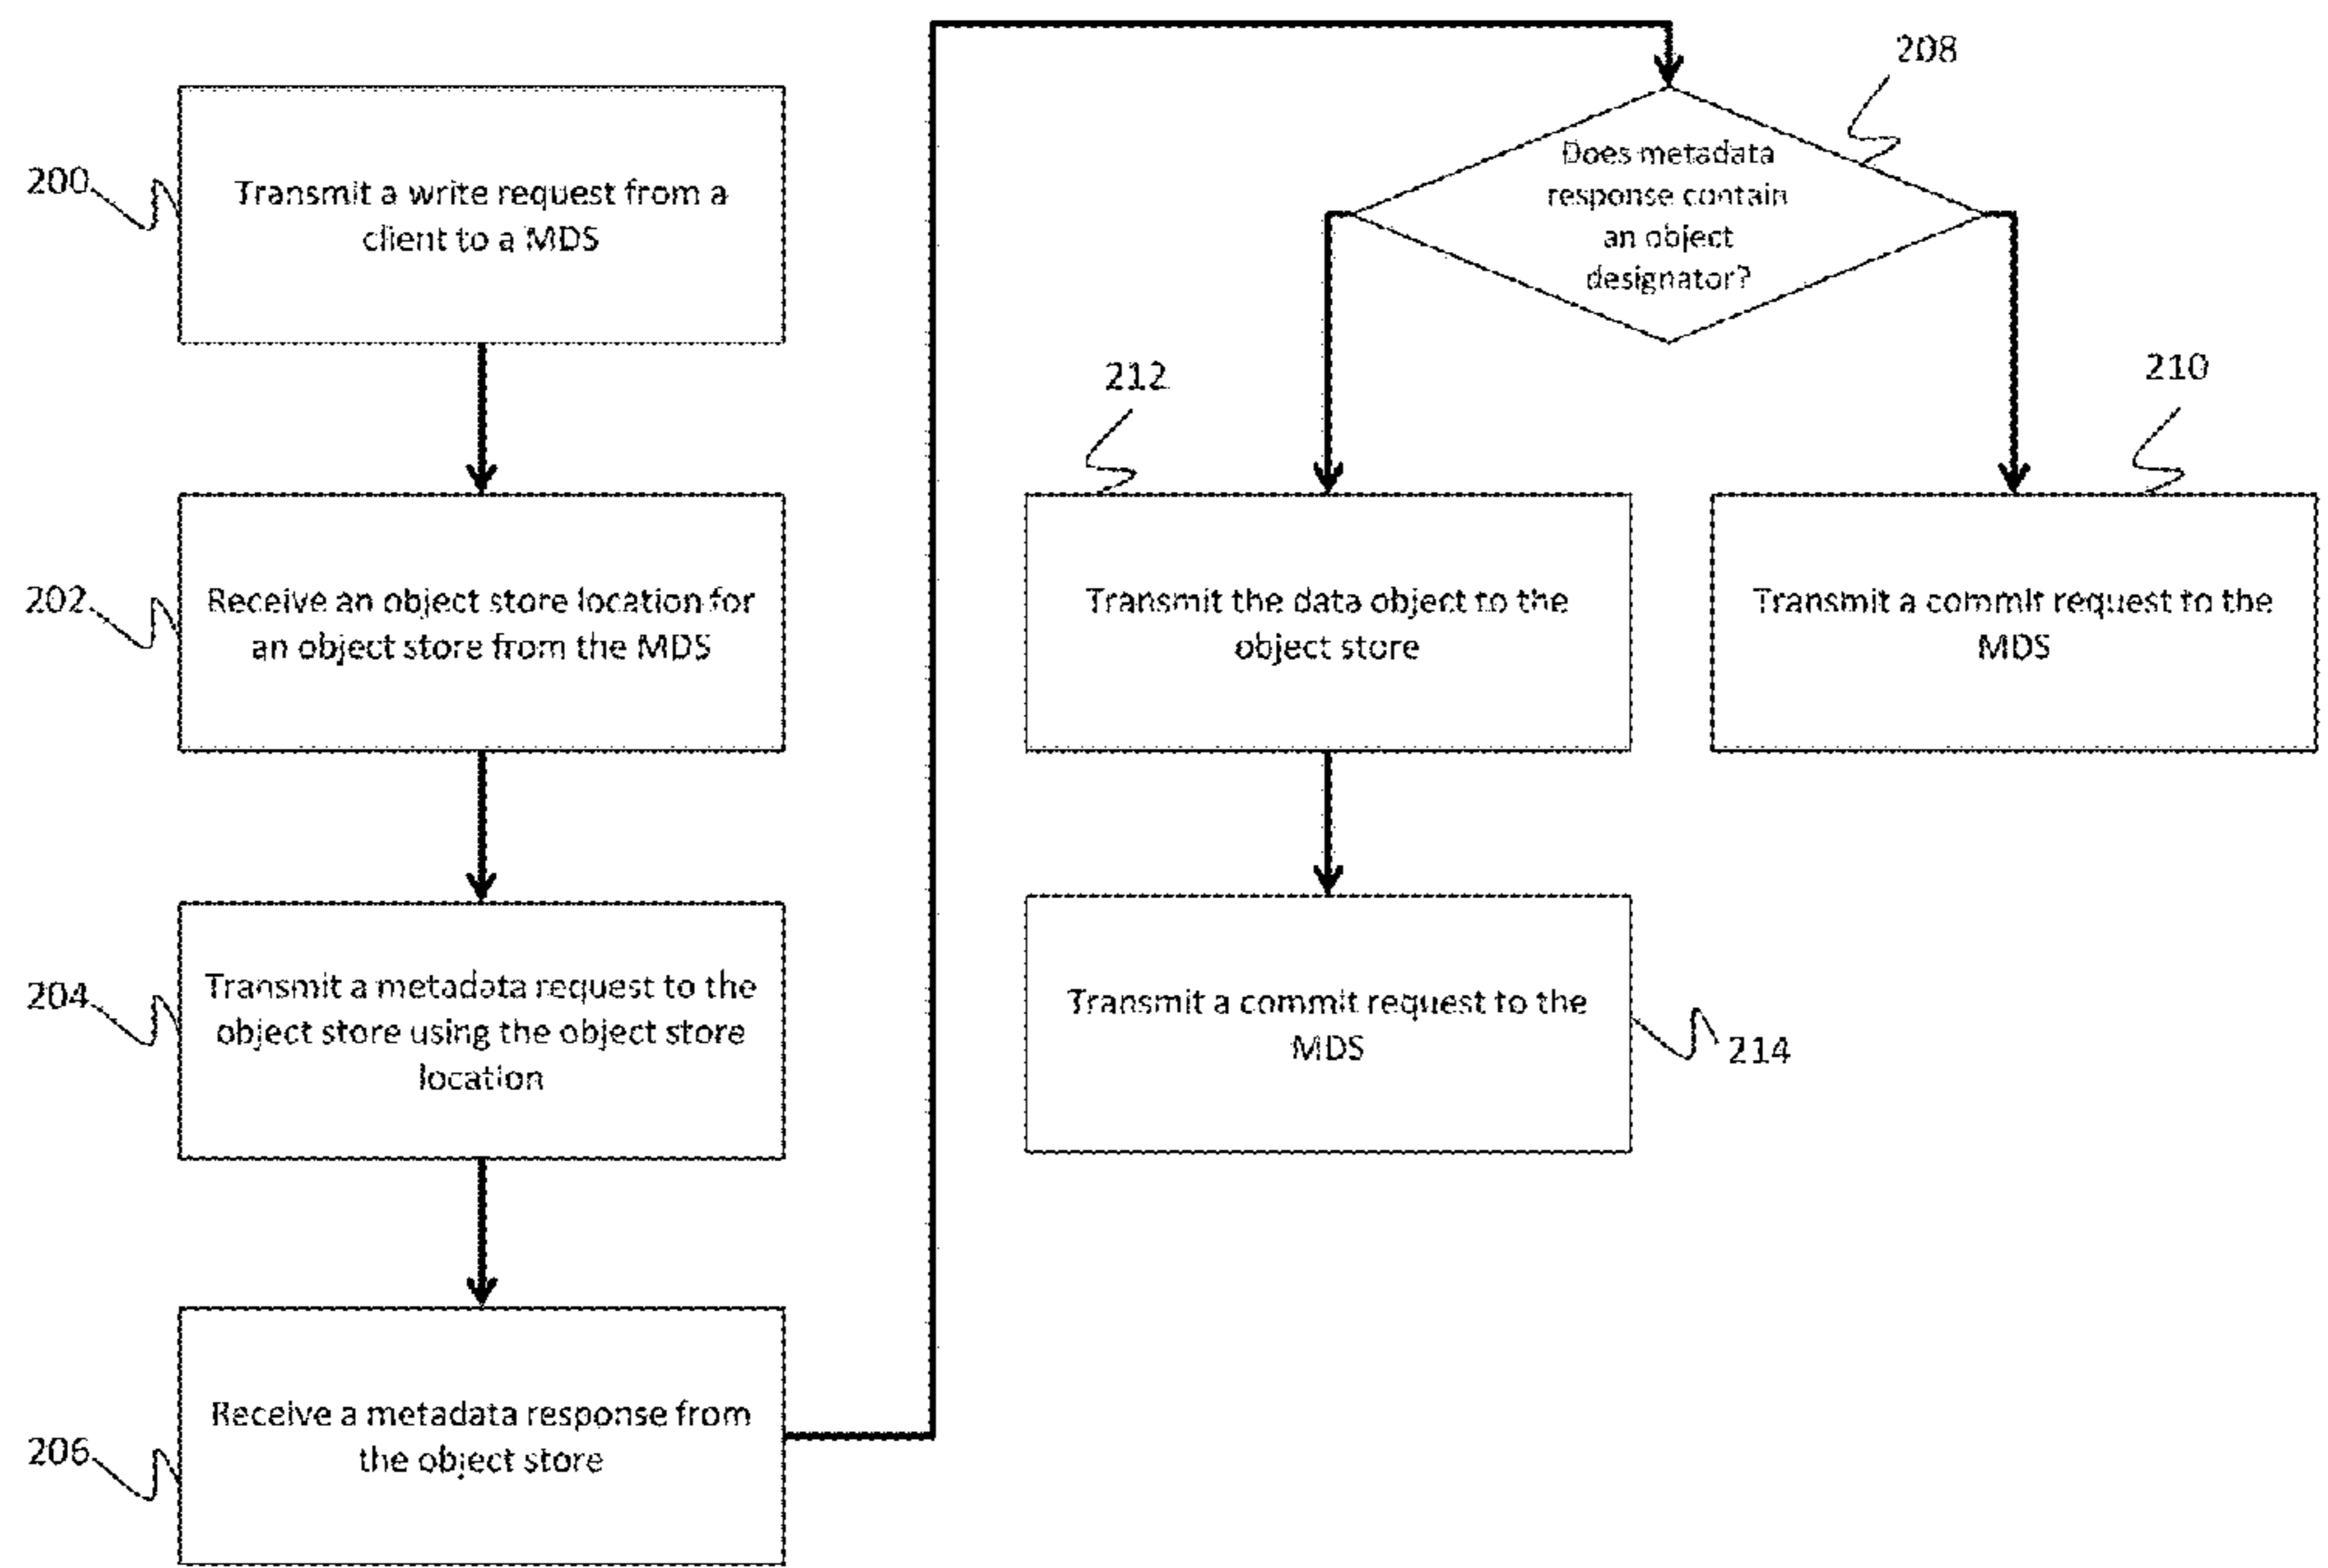 200
Transmit a write request from a
client to a MDS
202
Receive an object store location for
an object store from the MDS
204
Transmit a metadata request to the
object store using the object store
location
206
Receive a metadata response from
the object store
208
Does metadata
response contain
an object
designator?
212
Transmit the data object to the
object store
210
Transmit a commit request to the
MDS
Transmit a commit request to the
MDS
214